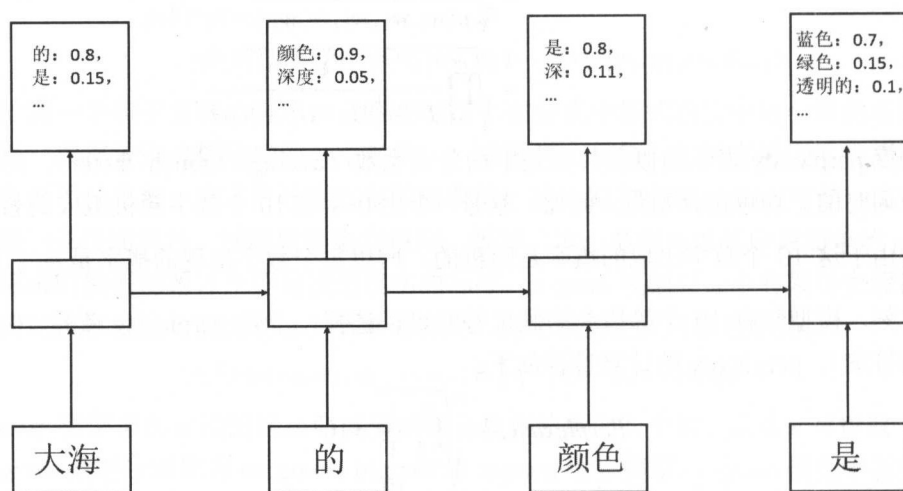 的：0.8，
是：0.15，
...
颜色：0.9，
深度：0.05，
...
是：0.8，
深：0.11，
...
蓝色：0.7，
绿色：0.15，
透明的：0.1，
...
大海
的
颜色
是